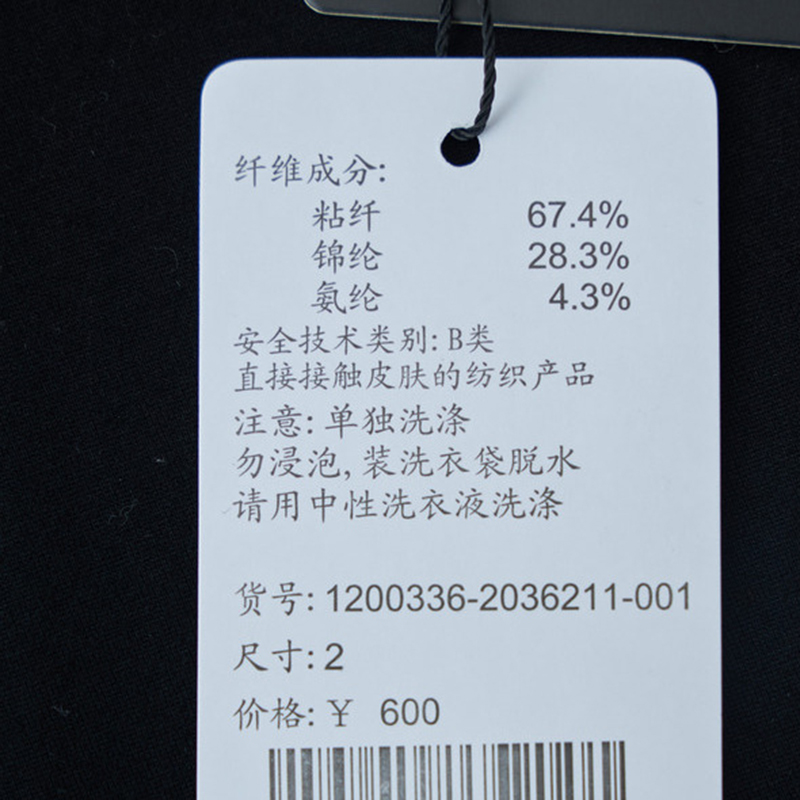 纤维成分:
粘纤 67.4%
锦纶 28.3%
氨纶 4.3%
安全技术类别: B类
直接接触皮肤的纺织产品
注意: 单独洗涤
勿浸泡, 装洗衣袋脱水
请用中性洗衣液洗涤
货号: 1200336-2036211-001
尺寸: 2
价格: ¥ 600